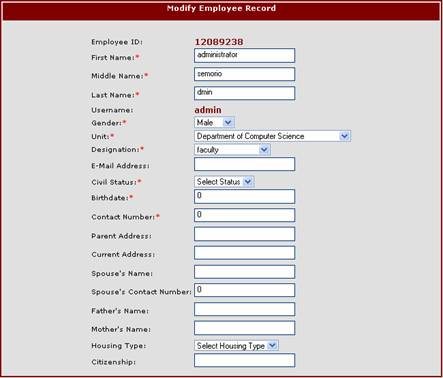 Modify Employee Record
Employee ID: 12089238
First Name:* administrator
Middle Name:* semorio
Last Name:* dmin
Username: admin
Gender:* Male
Unit:* Department of Computer Science
Designation:* faculty
E-Mail Address:
Civil Status:* Select Status
Birthdate:* 0
Contact Number:* 0
Parent Address:
Current Address:
Spouse's Name:
Spouse's Contact Number: 0
Father's Name:
Mother's Name:
Housing Type: Select Housing Type
Citizenship: